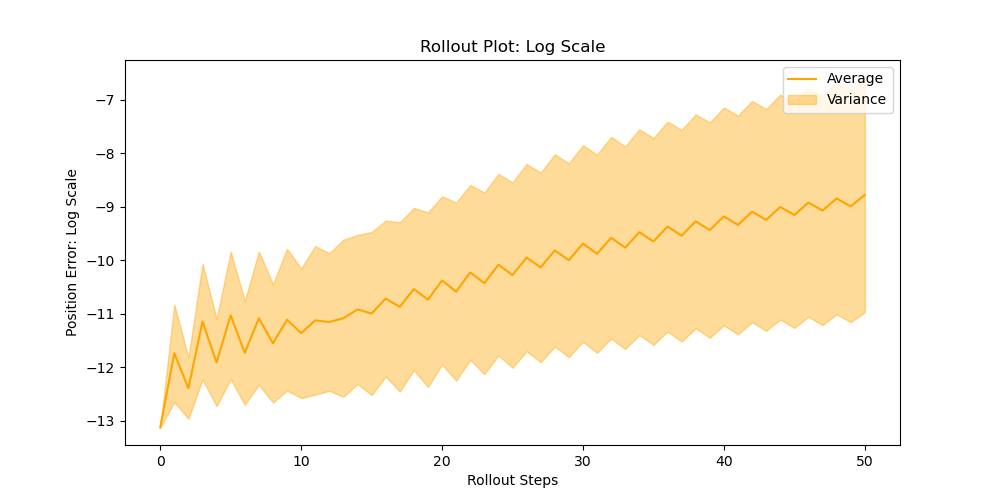 Rollout Plot: Log Scale
Average
Variance
Position Error: Log Scale
−7
−8
−9
−10
−11
−12
−13
0 10 20 30 40 50
Rollout Steps